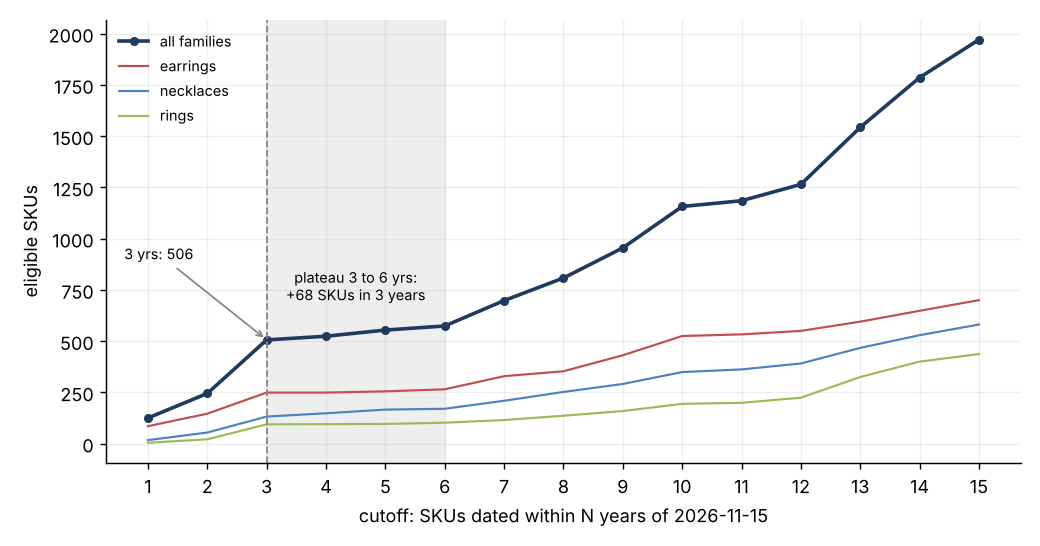 2000
1750
1500
1250
1000
750
500
250
0
eligible SKUs
all families
earrings
necklaces
rings
3 yrs: 506
plateau 3 to 6 yrs:
+68 SKUs in 3 years
1 2 3 4 5 6 7 8 9 10 11 12 13 14 15
cutoff: SKUs dated within N years of 2026-11-15